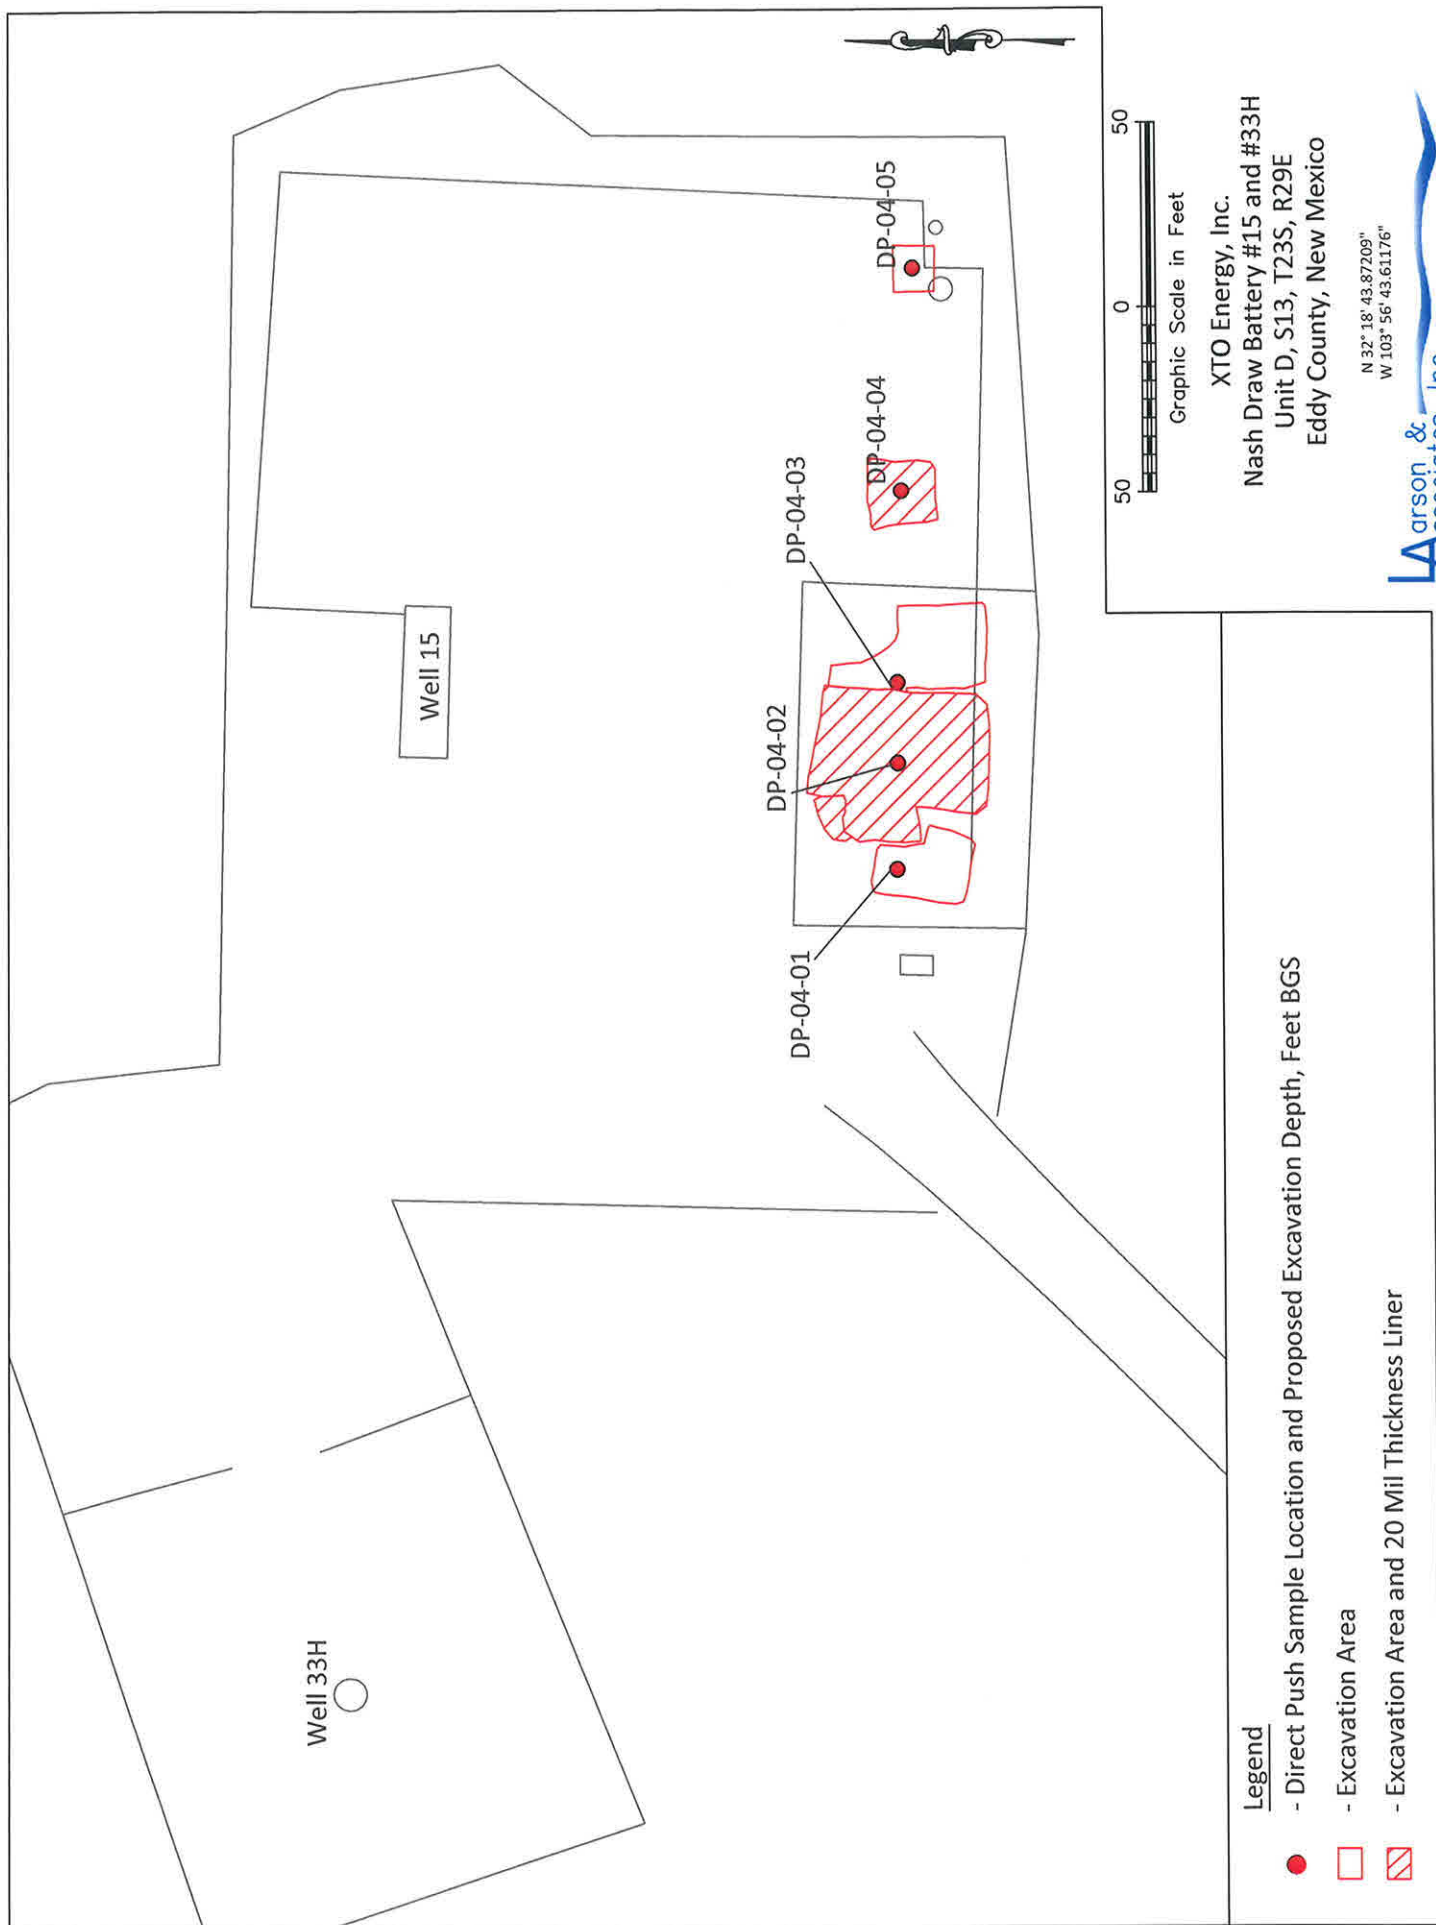 Well 33H
Well 15
DP-04-01
DP-04-02
DP-04-03
DP-04-04
DP-04-05
Legend
- Direct Push Sample Location and Proposed Excavation Depth, Feet BGS
- Excavation Area
- Excavation Area and 20 Mil Thickness Liner
50 0 50
Graphic Scale in Feet
XTO Energy, Inc.
Nash Draw Battery #15 and #33H
Unit D, S13, T23S, R29E
Eddy County, New Mexico
N 32° 18' 43.87209"
W 103° 56' 43.61176"
Larson &